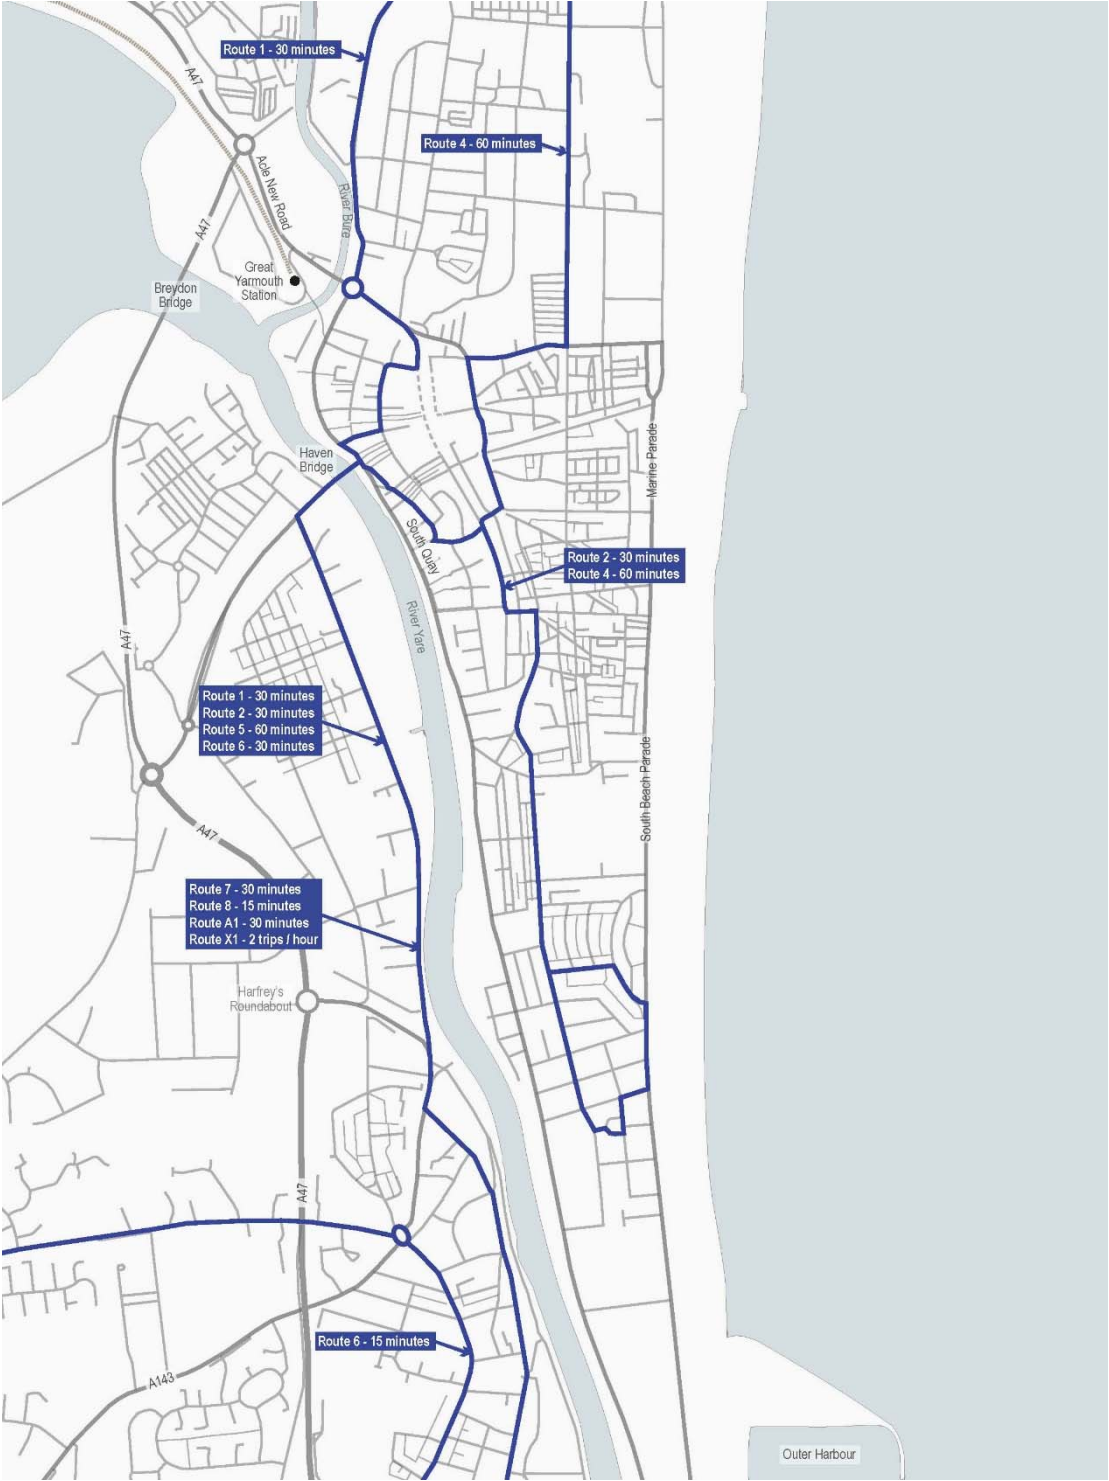 Route 1 - 30 minutes
A47
Route 4 - 60 minutes
Acle New Road
River Bure
A47
Great
Yarmouth
Station
Breydon
Bridge
Haven
Bridge
Marine Parade
South Quay
Route 2 - 30 minutes
Route 4 - 60 minutes
River Yare
A47
Route 1 - 30 minutes
Route 2 - 30 minutes
Route 5 - 60 minutes
Route 6 - 30 minutes
South Beach Parade
A47
Route 7 - 30 minutes
Route 8 - 15 minutes
Route A1 - 30 minutes
Route X1 - 2 trips / hour
Harfrey's
Roundabout
A47
Route 6 - 15 minutes
A143
Outer Harbour